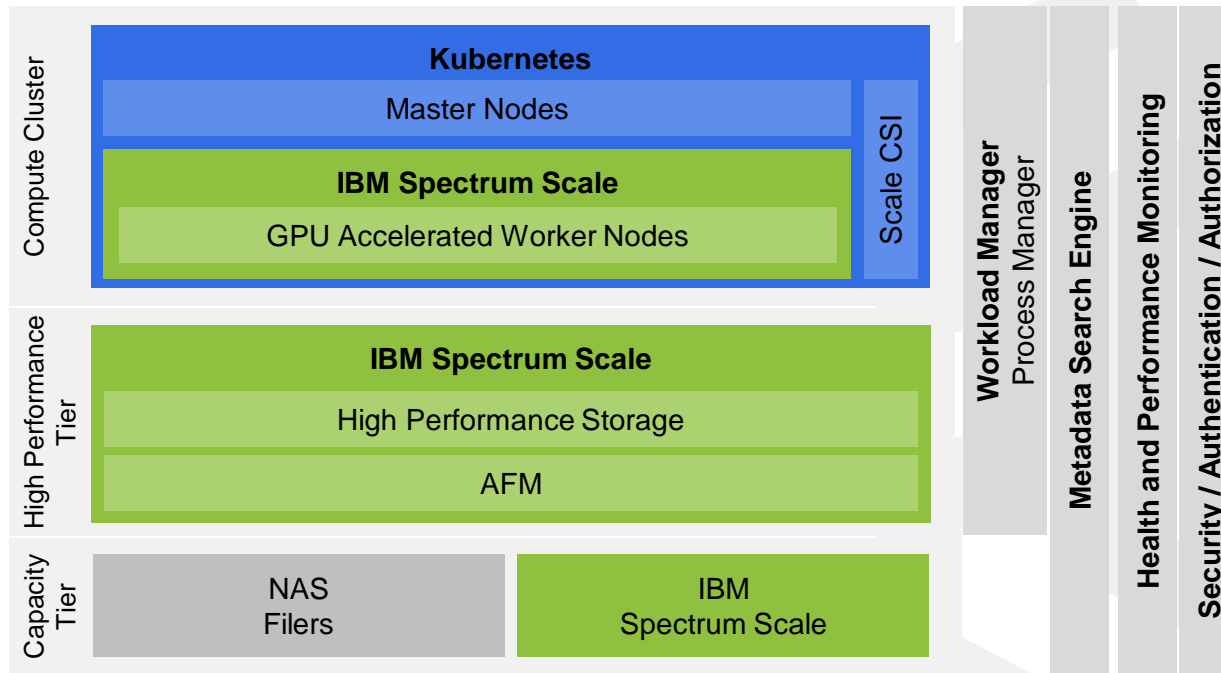 Compute Cluster
Kubernetes
Master Nodes
IBM Spectrum Scale
GPU Accelerated Worker Nodes
Scale CSI
High Performance
Tier
IBM Spectrum Scale
High Performance Storage
AFM
Capacity
Tier
NAS
Filers
IBM
Spectrum Scale
Workload Manager
Process Manager
Metadata Search Engine
Health and Performance Monitoring
Security / Authentication / Authorization